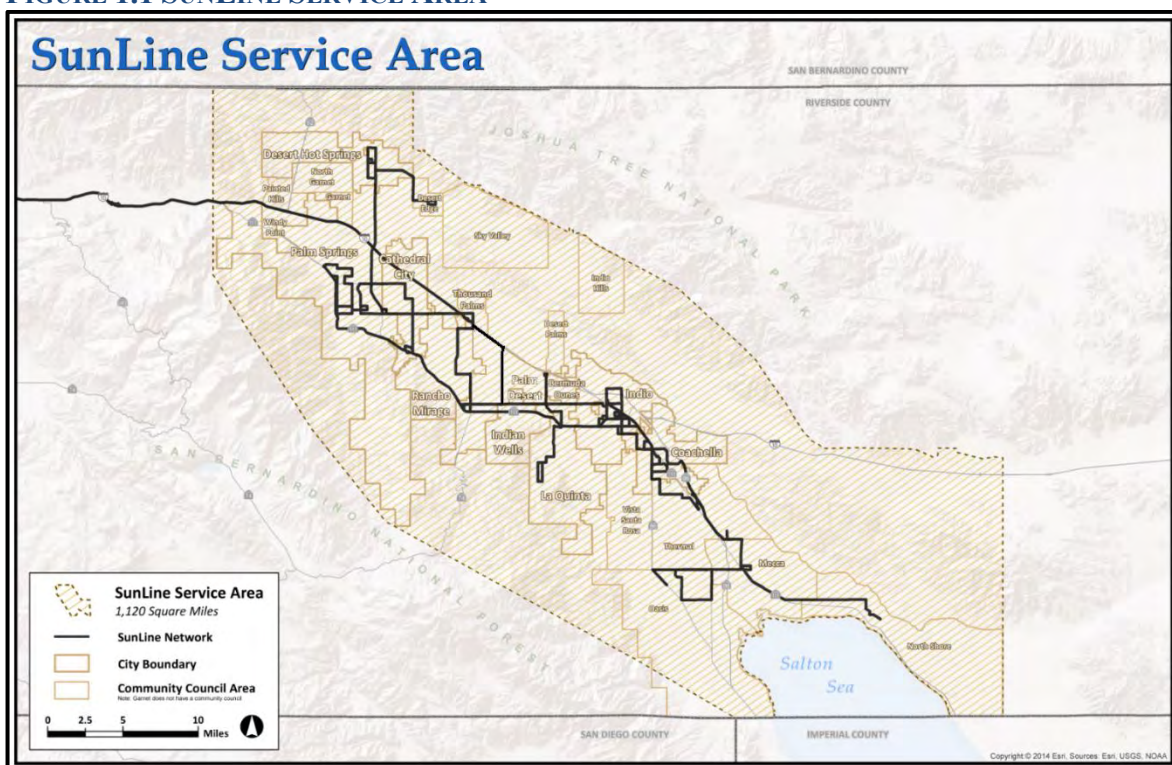 FIGURE 1.1 SUNLINE SERVICE AREA
SunLine Service Area
SAN BERNARDINO COUNTY
RIVERSIDE COUNTY
JOSHUA TREE NATIONAL PARK
Desert Hot Springs
North
Garnet
Painted
Hills
Garnet
Desert
Edge
Windy
Point
Sky Valley
Palm Springs
Cathedral
City
Indio
Hills
Thousand
Palms
Desert
Palms
Palm
Desert
Bermuda
Dunes
Rancho
Mirage
Indio
Indian
Wells
Coachella
La Quinta
Vista
Santa
Rosa
Thermal
Mecca
Oasis
North Shore
SAN BERNARDINO NATIONAL FOREST
Salton
Sea
SunLine Service Area
1,120 Square Miles
SunLine Network
City Boundary
Community Council Area
Note: Garnet does not have a community council
0 2.5 5 10
Miles
SAN DIEGO COUNTY
IMPERIAL COUNTY
Copyright:© 2014 Esri, Sources: Esri, USGS, NOAA